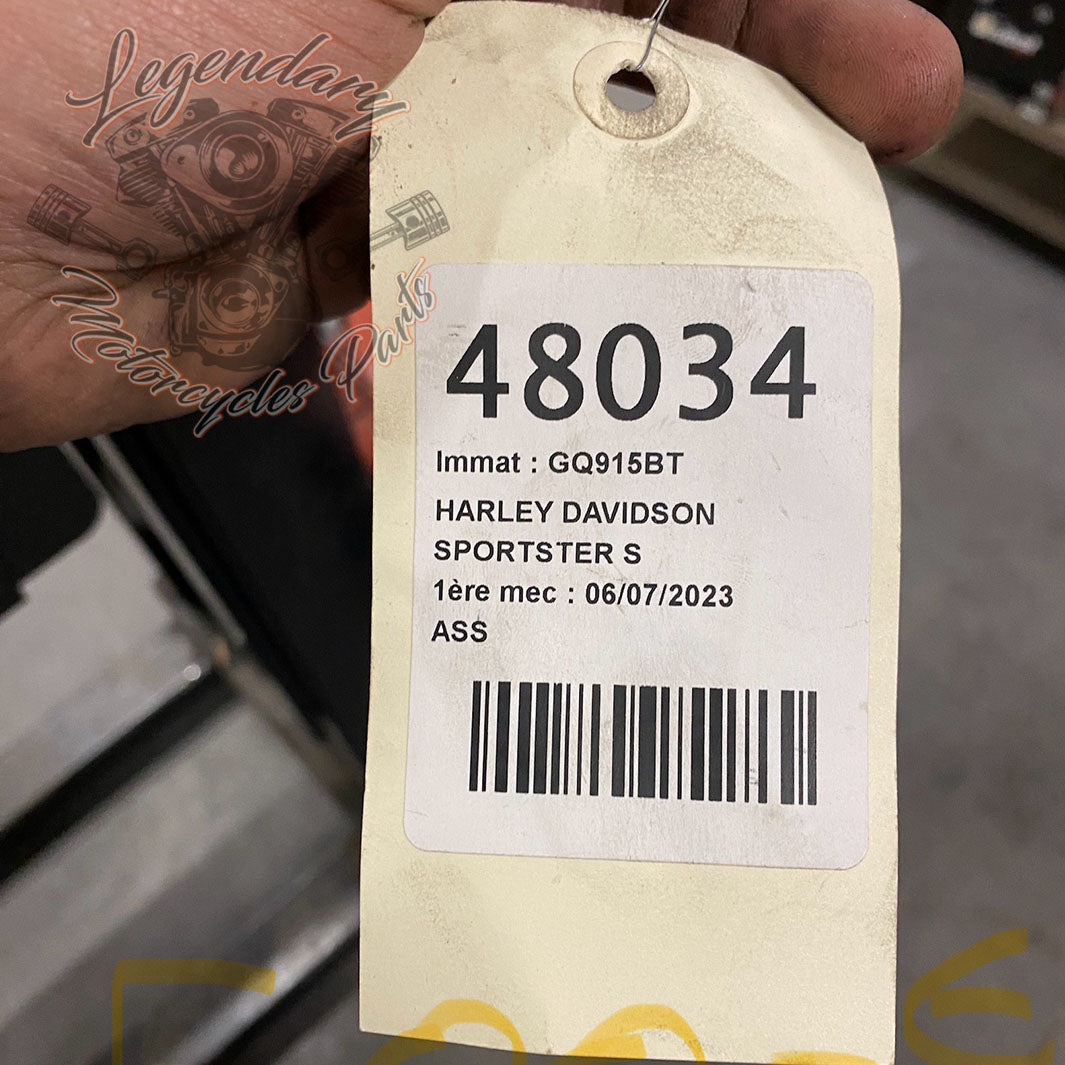 Legendary
Motorcycles Parts
48034
Immat : GQ915BT
HARLEY DAVIDSON
SPORTSTER S
1ère mec : 06/07/2023
ASS